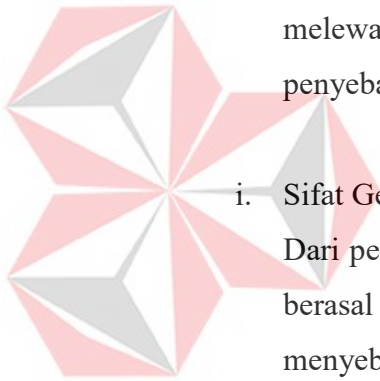 melewa
penyeba
i. Sifat Ge
Dari pe
berasal
menyeb